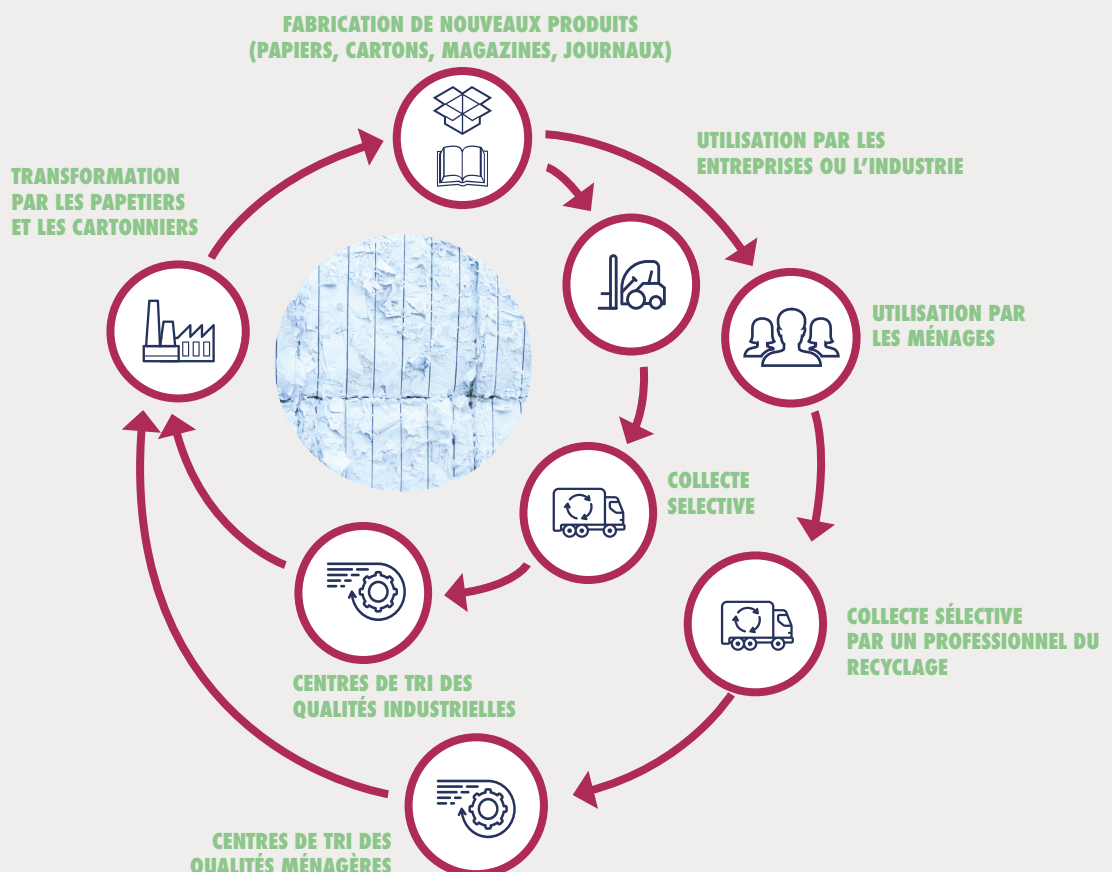 FABRICATION DE NOUVEAUX PRODUITS
(PAPIERS, CARTONS, MAGAZINES, JOURNAUX)
UTILISATION PAR LES
ENTREPRISES OU L’INDUSTRIE
TRANSFORMATION
PAR LES PAPETIERS
ET LES CARTONNIERS
UTILISATION PAR
LES MÉNAGES
COLLECTE
SELECTIVE
COLLECTE SÉLECTIVE
PAR UN PROFESSIONNEL DU
RECYCLAGE
CENTRES DE TRI DES
QUALITÉS INDUSTRIELLES
CENTRES DE TRI DES
QUALITÉS MÉNAGÈRES